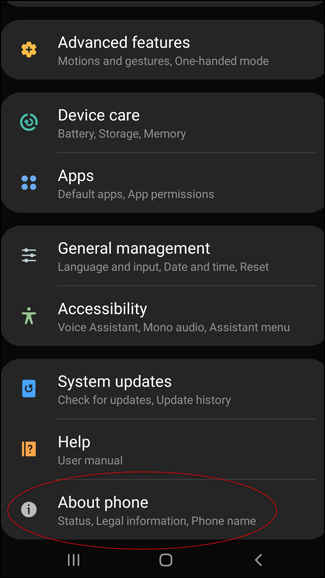 Advanced features
Motions and gestures, One-handed mode
Device care
Battery, Storage, Memory
Apps
Default apps, App permissions
General management
Language and input, Date and time, Reset
Accessibility
Voice Assistant, Mono audio, Assistant menu
System updates
Check for updates, Update history
Help
User manual
About phone
Status, Legal information, Phone name